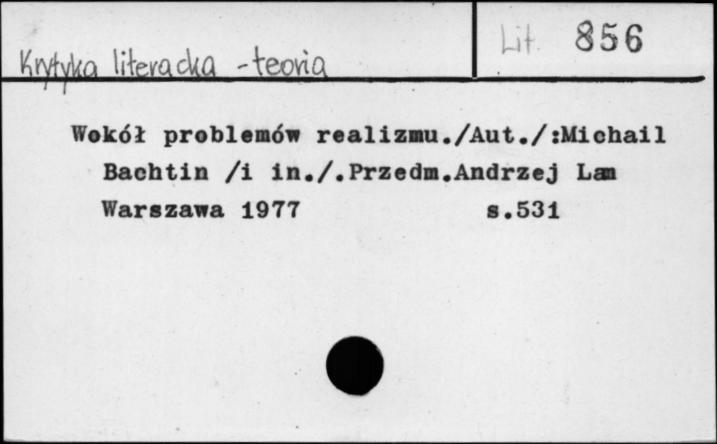 Lit. 856
Krytyka literacka - teoria
Wokół problemów realizmu./Aut./:Michail
Bachtin /i in./.Przedm.Andrzej Lam
Warszawa 1977 s.531